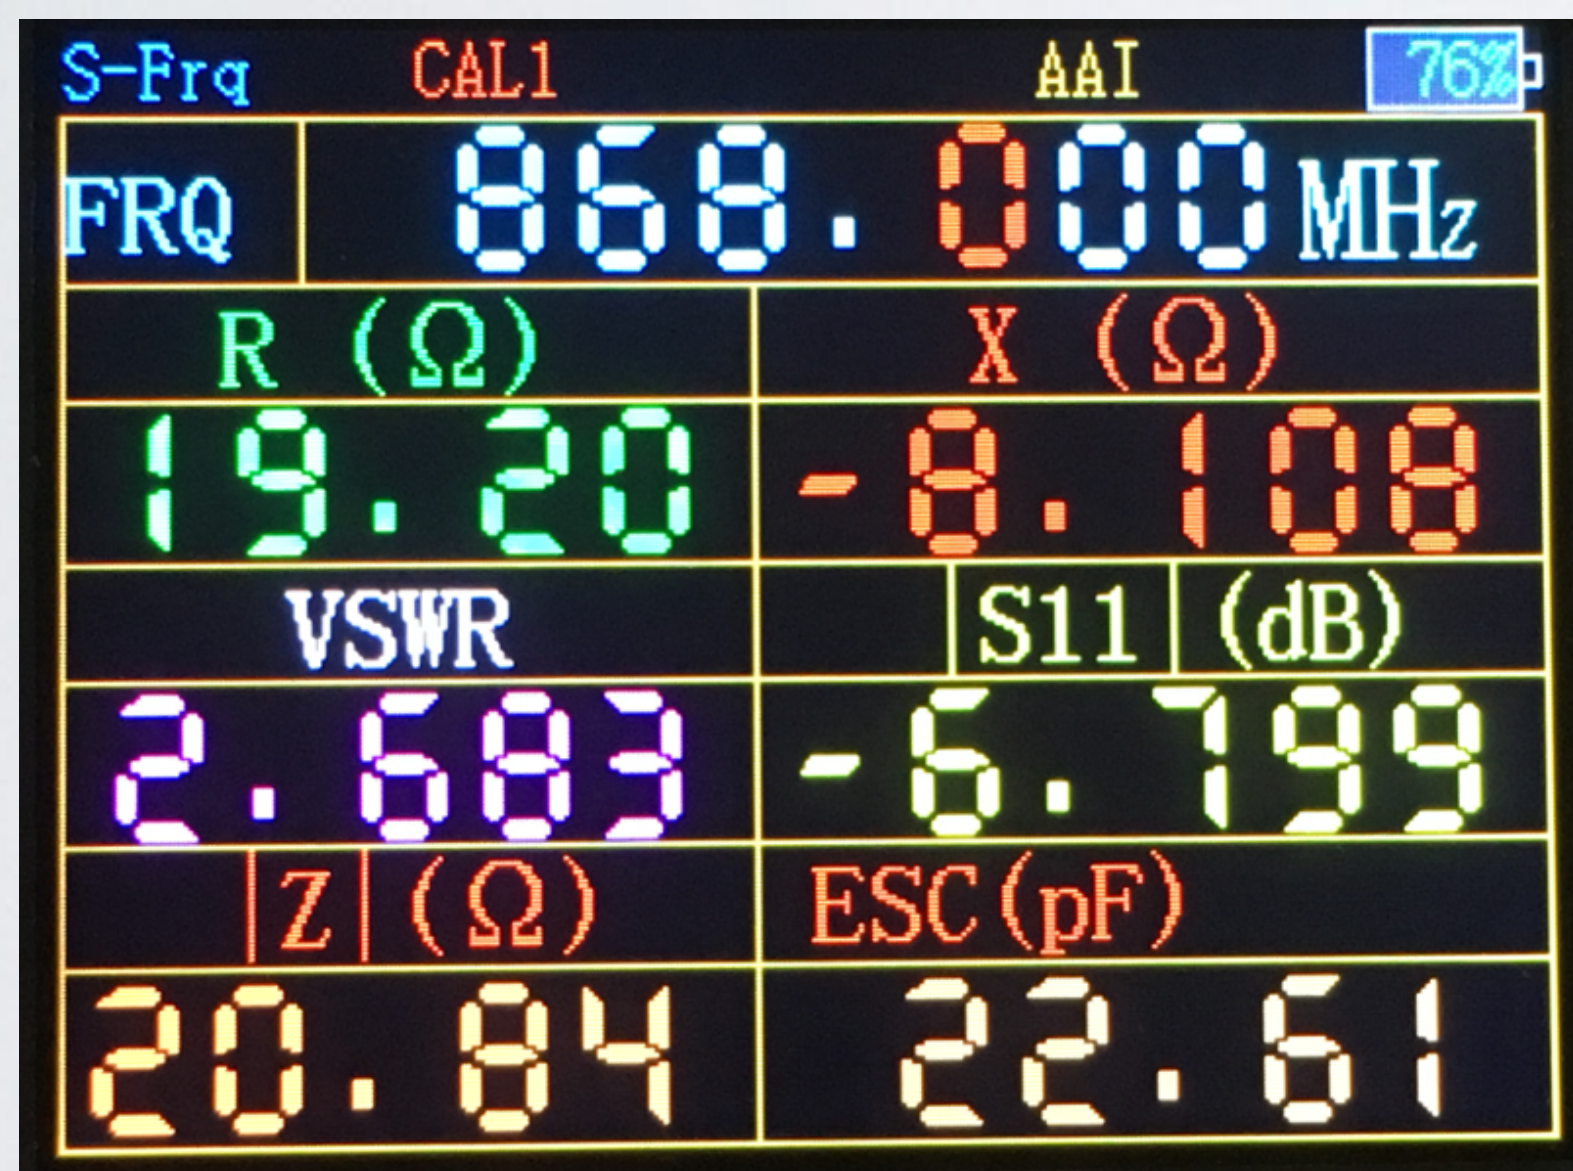 S-Frq CAL1 AAI 76%
FRQ 868.000 MHz
R (Ω) X (Ω)
19.20 -8.108
VSWR |S11| (dB)
2.683 -6.799
|Z| (Ω) ESC(pF)
20.84 22.61